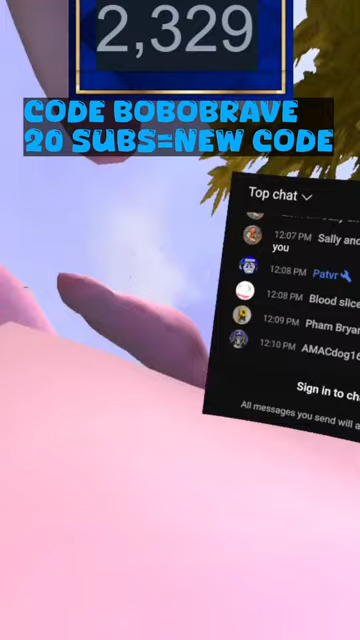 2,329
CODE BOBOBRAVE
20 SUBS=NEW CODE
Top chat
12:07 PM Sally and
you
12:08 PM Patvr
12:08 PM Blood slice
12:09 PM Pham Bryan
12:10 PM AMACdog16
Sign in to
All messages you send will